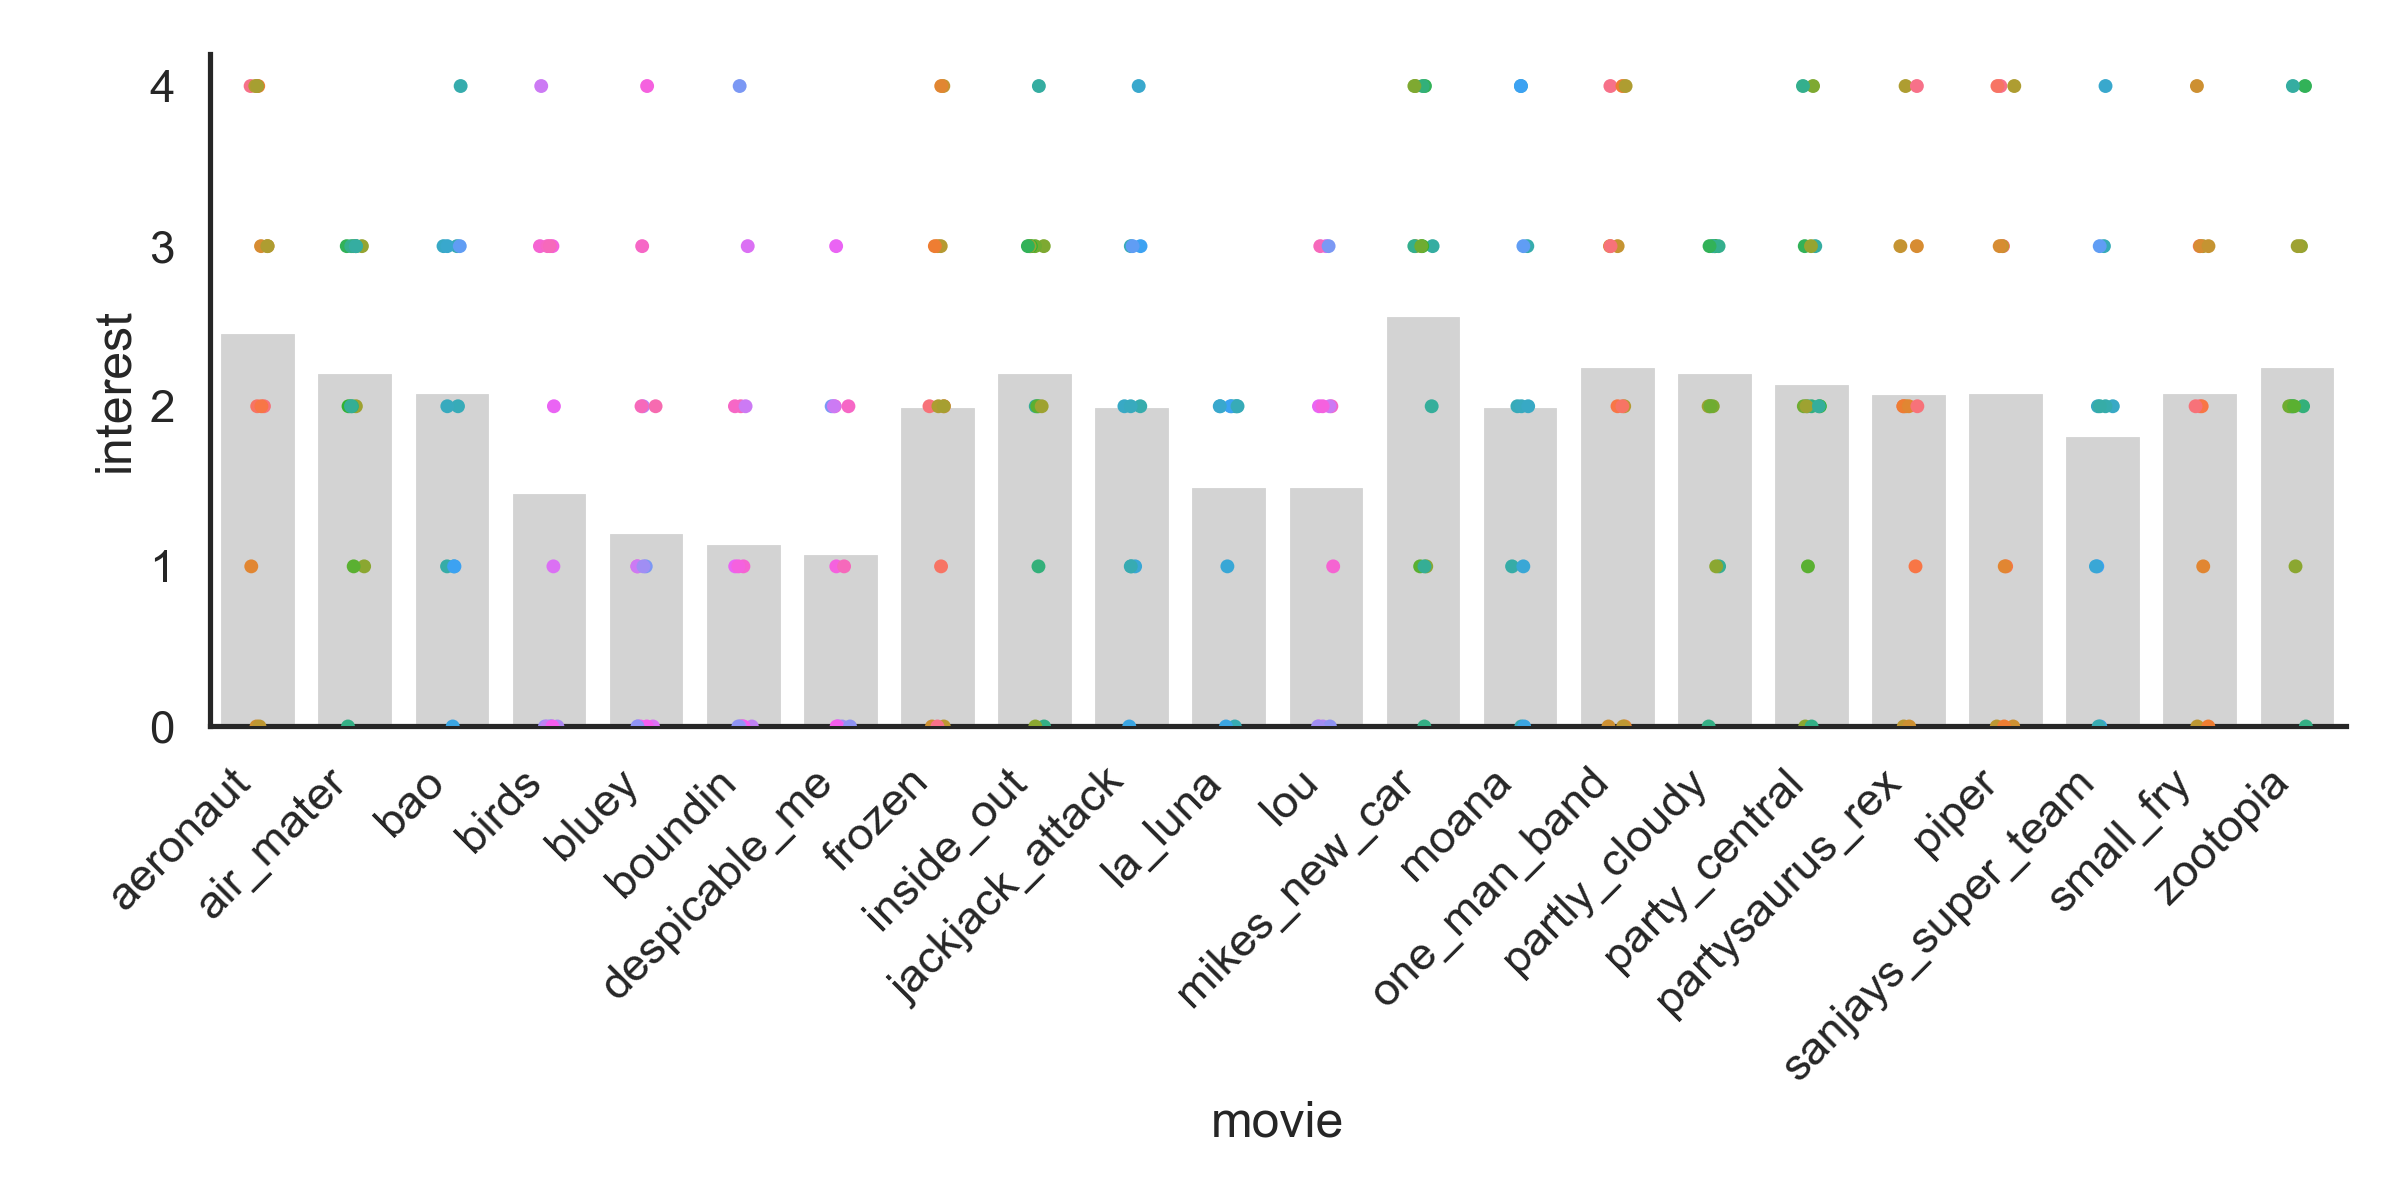 4
3
2
1
0
interest
aeronaut
air_mater
bao
birds
bluey
boundin
despicable_me
frozen
inside_out
jackjack_attack
la_luna
lou
mikes_new_car
moana
one_man_band
partly_cloudy
party_central
partysaurus_rex
piper
sanjays_super_team
small_fry
zootopia
movie